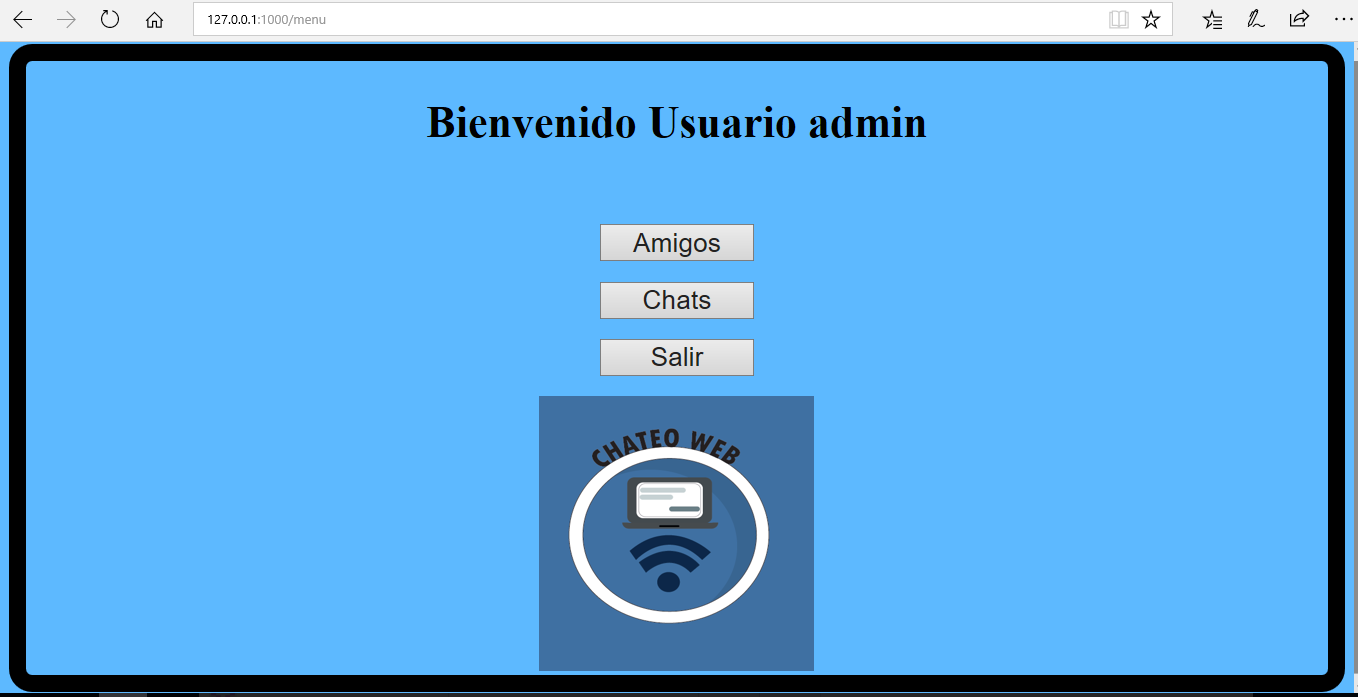 127.0.0.1:1000/menu
Bienvenido Usuario admin
Amigos
Chats
Salir
CHATEO WEB